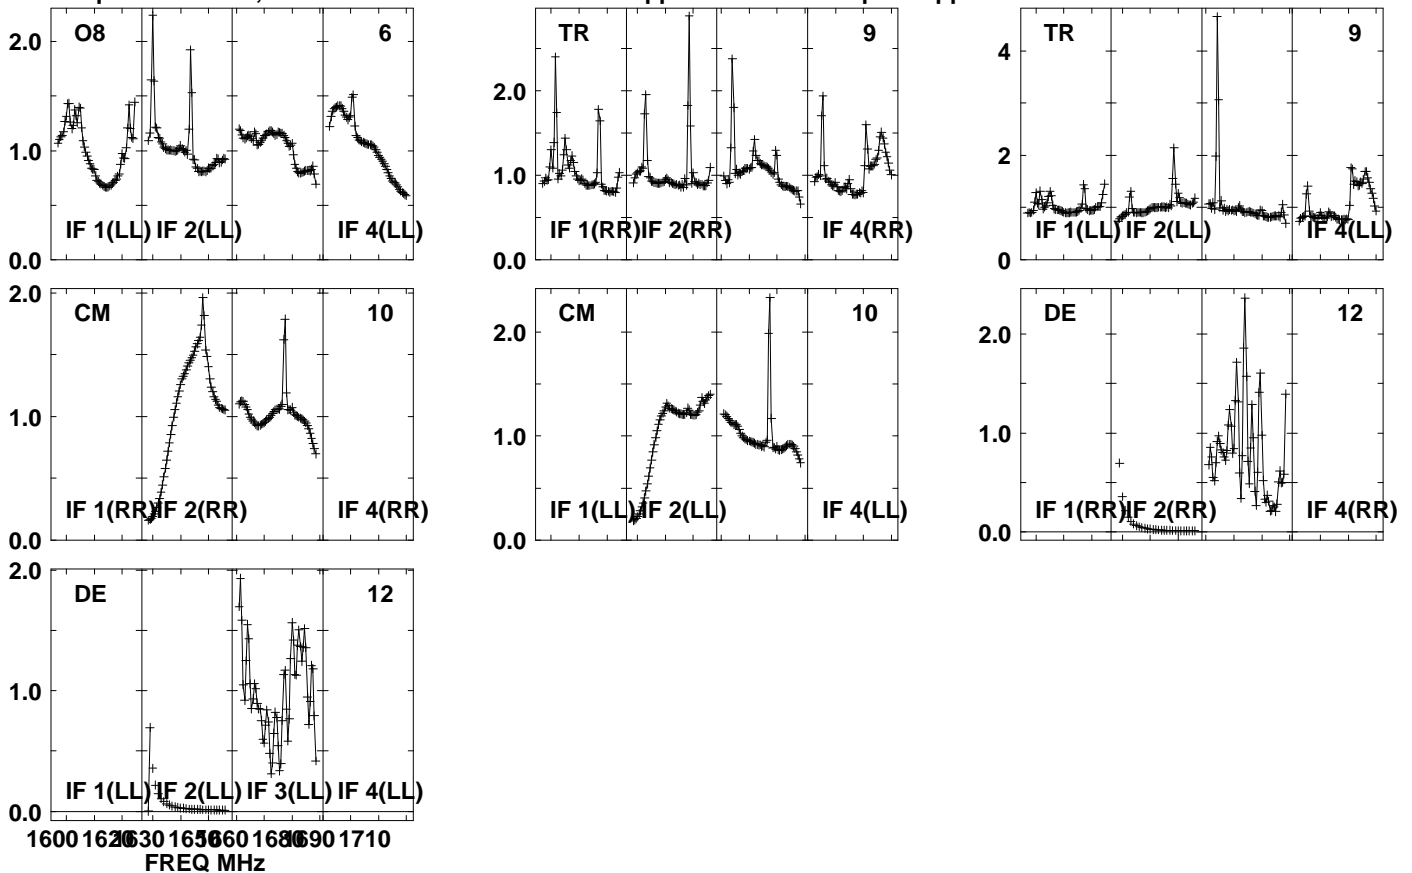 O8 6
2.0
1.0
0.0
IF 1(LL) IF 2(LL) IF 4(LL)
TR 9
2.0
1.0
0.0
IF 1(RR) IF 2(RR) IF 4(RR)
TR 9
4
2
0
IF 1(LL) IF 2(LL) IF 4(LL)
CM 10
2.0
1.0
0.0
IF 1(RR) IF 2(RR) IF 4(RR)
CM 10
2.0
1.0
0.0
IF 1(LL) IF 2(LL) IF 4(LL)
DE 12
2.0
1.0
0.0
IF 1(RR) IF 2(RR) IF 4(RR)
DE 12
2.0
1.0
0.0
IF 1(LL) IF 2(LL) IF 3(LL) IF 4(LL)
1600 1620 1630 1650 1660 1680 1690 1710
FREQ MHz